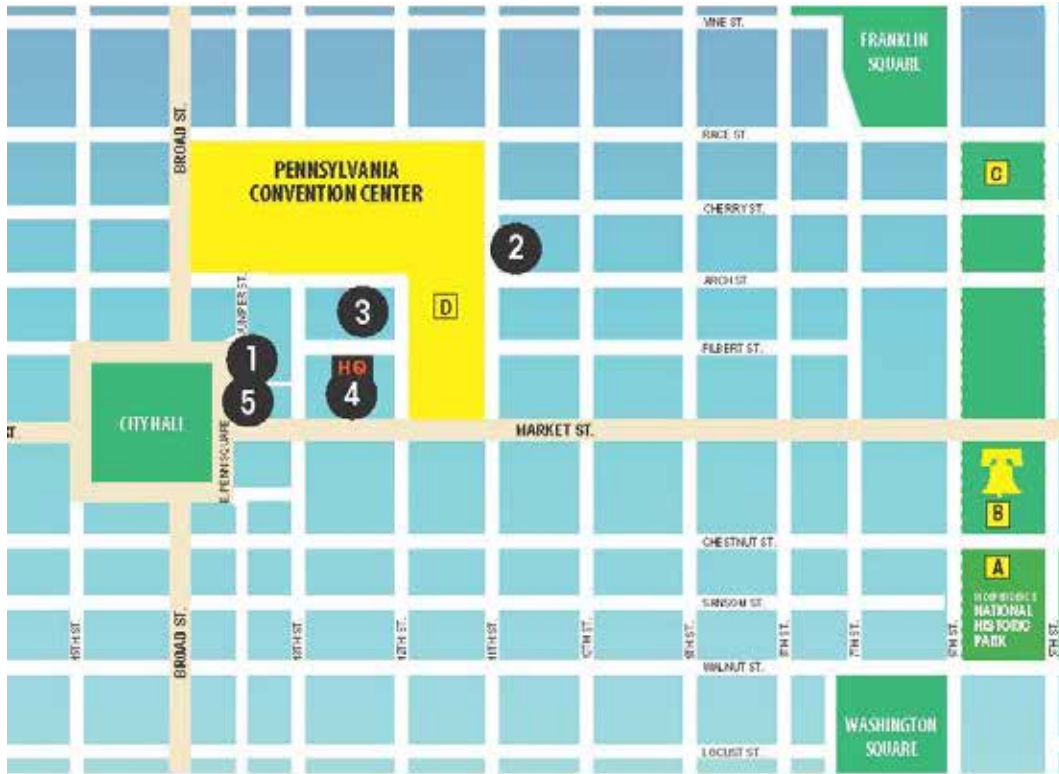 VINE ST.
FRANKLIN
SQUARE
BROAD ST.
RACE ST.
PENNSYLVANIA
CONVENTION CENTER
C
CHERRY ST.
2
ARCH ST.
JUNIPER ST.
3
D
FILBERT ST.
1
HQ
4
5
CITY HALL
ST.
MARKET ST.
E. PENN SQUARE
B
CHESTNUT ST.
A
SANSOM ST.
INDEPENDENCE
NATIONAL
HISTORIC
PARK
15TH ST.
BROAD ST.
13TH ST.
12TH ST.
11TH ST.
10TH ST.
9TH ST.
8TH ST.
7TH ST.
6TH ST.
5TH ST.
WALNUT ST.
WASHINGTON
SQUARE
LOCUST ST.